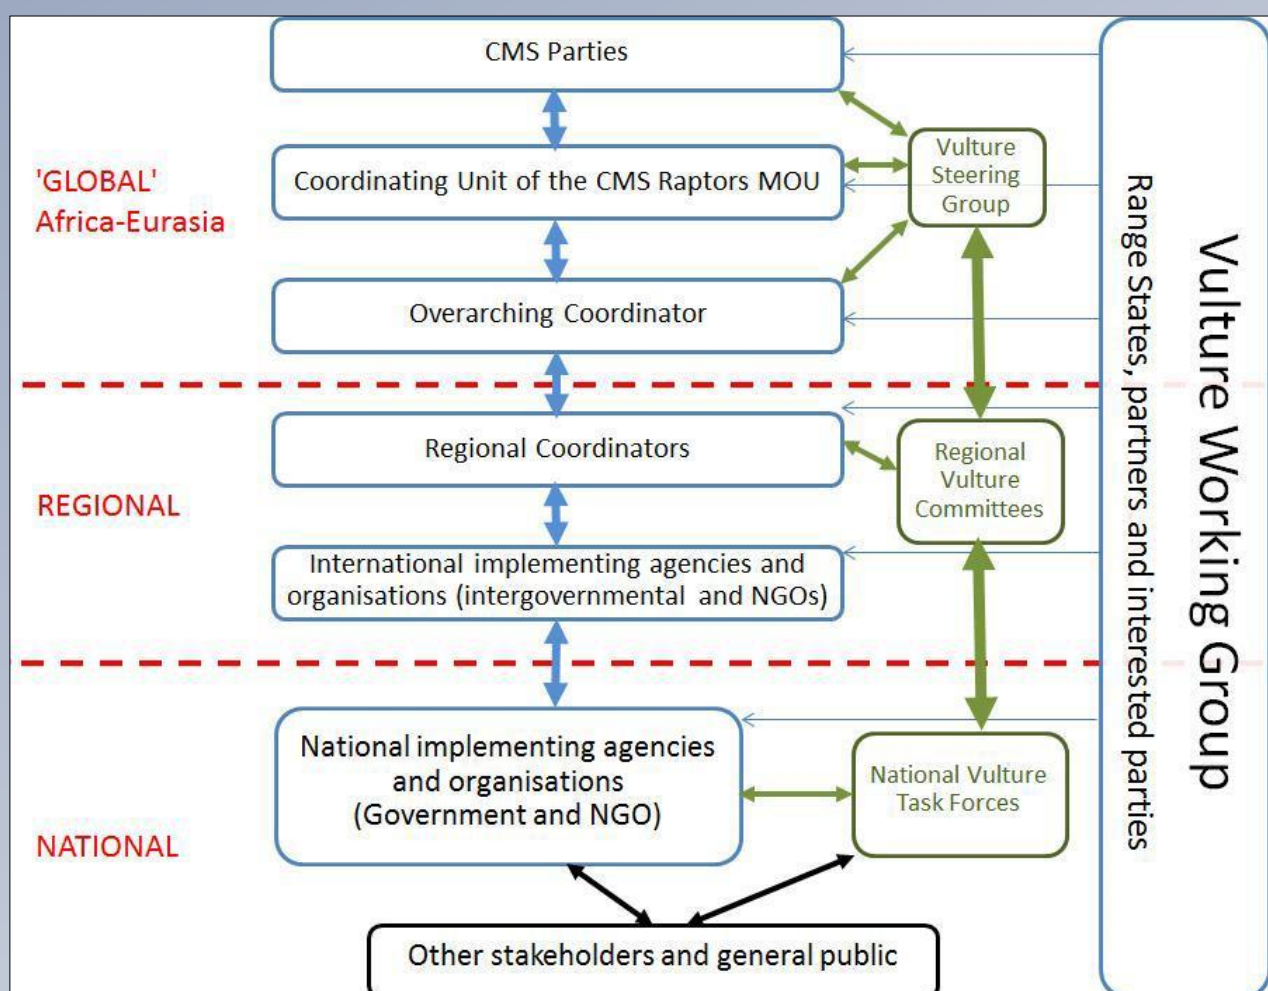 CMS Parties
'GLOBAL'
Africa-Eurasia
Coordinating Unit of the CMS Raptors MOU
Vulture
Steering
Group
Overarching Coordinator
REGIONAL
Regional Coordinators
Regional
Vulture
Committees
International implementing agencies and
organisations (intergovernmental and NGOs)
NATIONAL
National implementing agencies
and organisations
(Government and NGO)
National Vulture
Task Forces
Other stakeholders and general public
Range States, partners and interested parties
Vulture Working Group